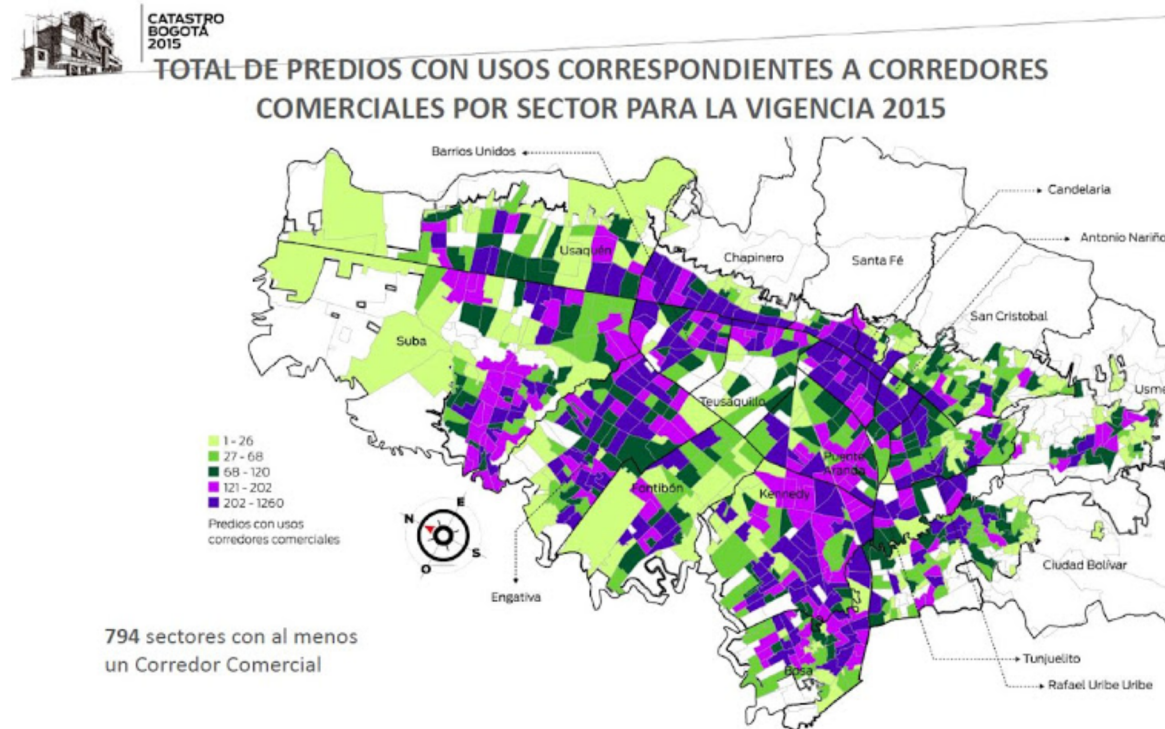 CATASTRO
BOGOTÁ
2015
TOTAL DE PREDIOS CON USOS CORRESPONDIENTES A CORREDORES
COMERCIALES POR SECTOR PARA LA VIGENCIA 2015
Barrios Unidos
Candelaria
Antonio Nariño
Usaquén
Chapinero
Santa Fé
San Cristobal
Suba
Usme
Teusaquillo
1 - 26
27 - 68
68 - 120
121 - 202
202 - 1260
Predios con usos
corredores comerciales
N
E
S
O
Puente
Aranda
Fontibón
Kennedy
Engativa
Ciudad Bolívar
794 sectores con al menos
un Corredor Comercial
Bosa
Tunjuelito
Rafael Uribe Uribe